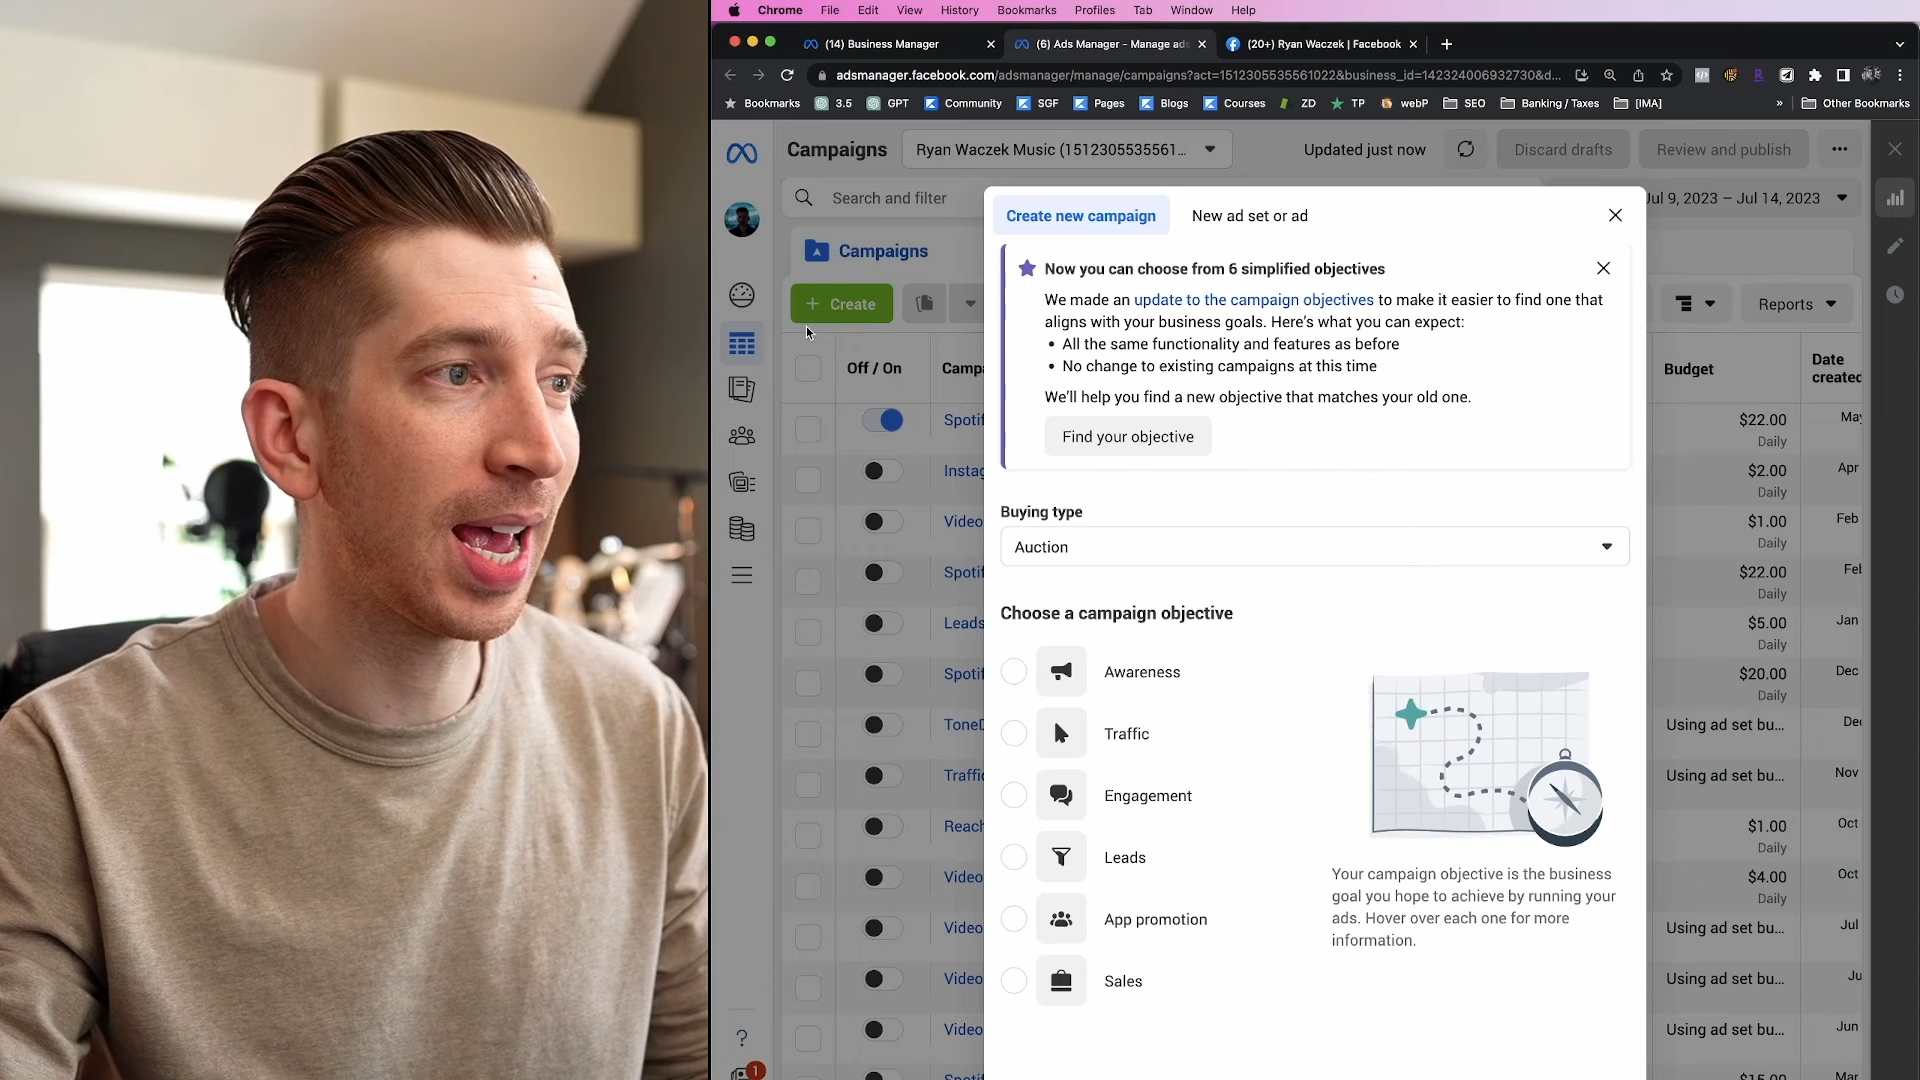 Chrome File Edit View History Bookmarks Profiles Tab Window Help
(14) Business Manager
(6) Ads Manager - Manage ads
(20+) Ryan Waczek | Facebook
adsmanager.facebook.com/adsmanager/manage/campaigns?act=1512305535561022&business_id=142324006932730&d...
Bookmarks 3.5 GPT Community SGF Pages Blogs Courses ZD TP webP SEO Banking / Taxes [IMA] » Other Bookmarks
Campaigns
Ryan Waczek Music (1512305535561...
Updated just now
Discard drafts
Review and publish
Search and filter
Jul 9, 2023 – Jul 14, 2023
Campaigns
+ Create
Reports
Off / On
Budget
Date
created
$22.00
Daily
Apr
$2.00
Daily
Video
$1.00
Daily
Feb
$22.00
Daily
Leads
$5.00
Daily
Jan
$20.00
Daily
Dec
Using ad set bu...
Using ad set bu...
Nov
Reach
$1.00
Daily
Oct
Video
$4.00
Daily
Oct
Video
Using ad set bu...
Jul
Video
Using ad set bu...
Video
Using ad set bu...
Jun
?
1
Create new campaign
New ad set or ad
Now you can choose from 6 simplified objectives
We made an update to the campaign objectives to make it easier to find one that
aligns with your business goals. Here's what you can expect:
• All the same functionality and features as before
• No change to existing campaigns at this time
We'll help you find a new objective that matches your old one.
Find your objective
Buying type
Auction
Choose a campaign objective
Awareness
Traffic
Engagement
Leads
App promotion
Sales
Your campaign objective is the business
goal you hope to achieve by running your
ads. Hover over each one for more
information.